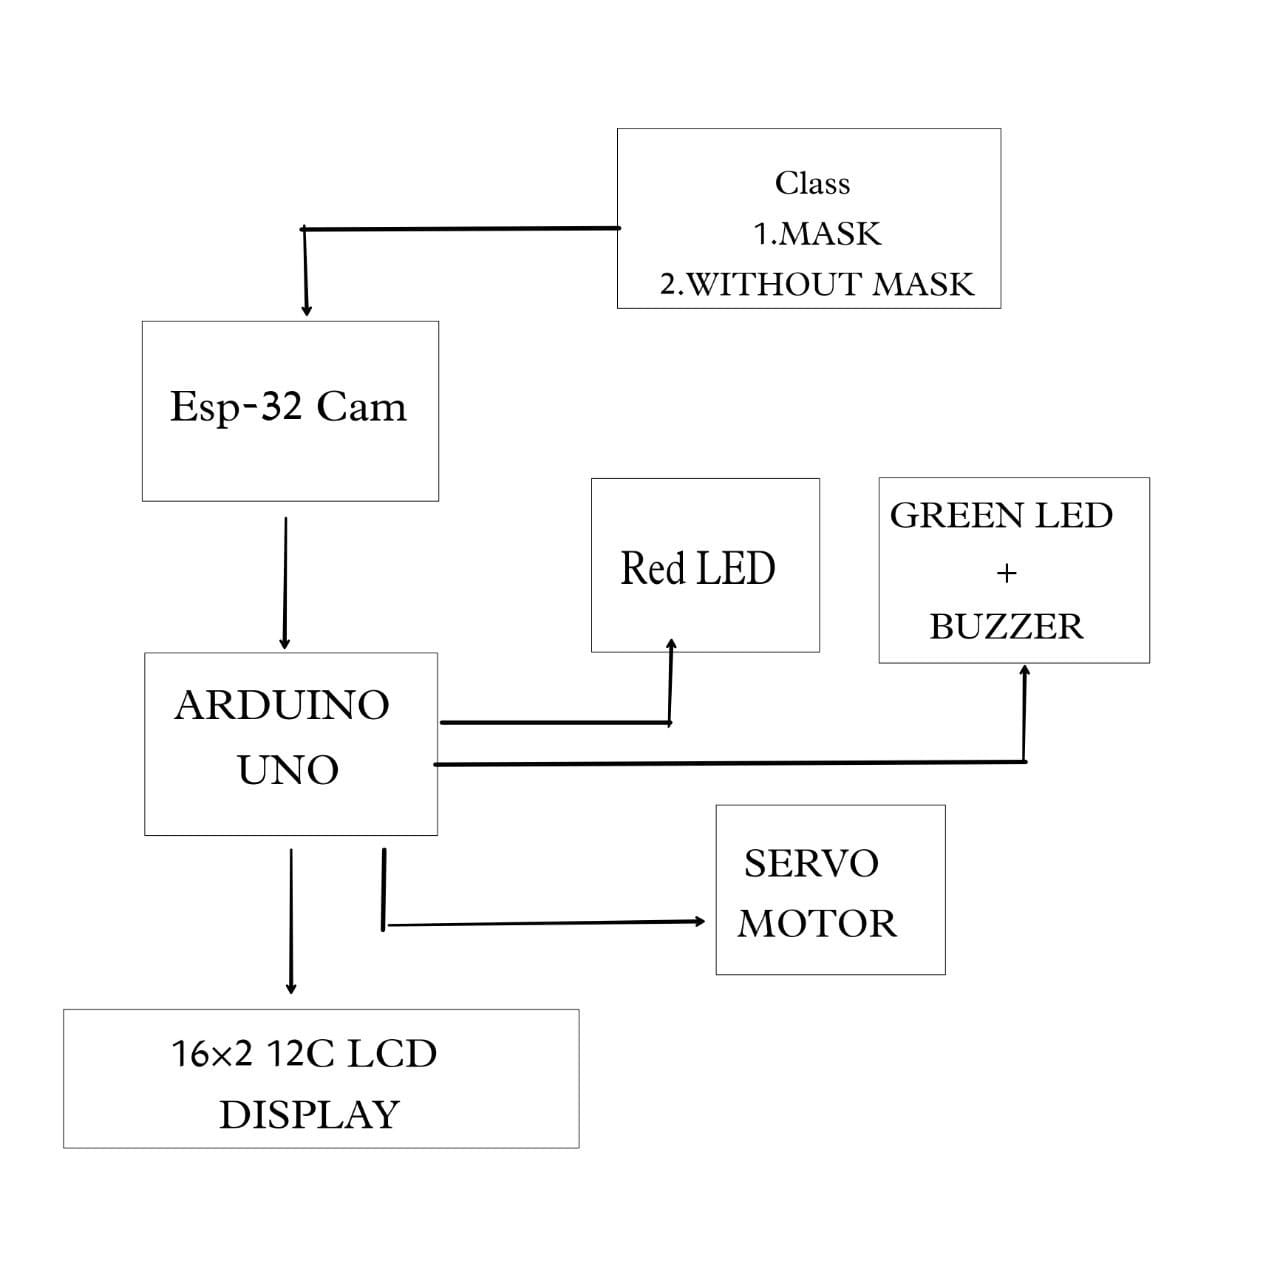 Class
1.MASK
2.WITHOUT MASK
Esp-32 Cam
Red LED
GREEN LED
+
BUZZER
ARDUINO
UNO
SERVO
MOTOR
16×2 12C LCD
DISPLAY